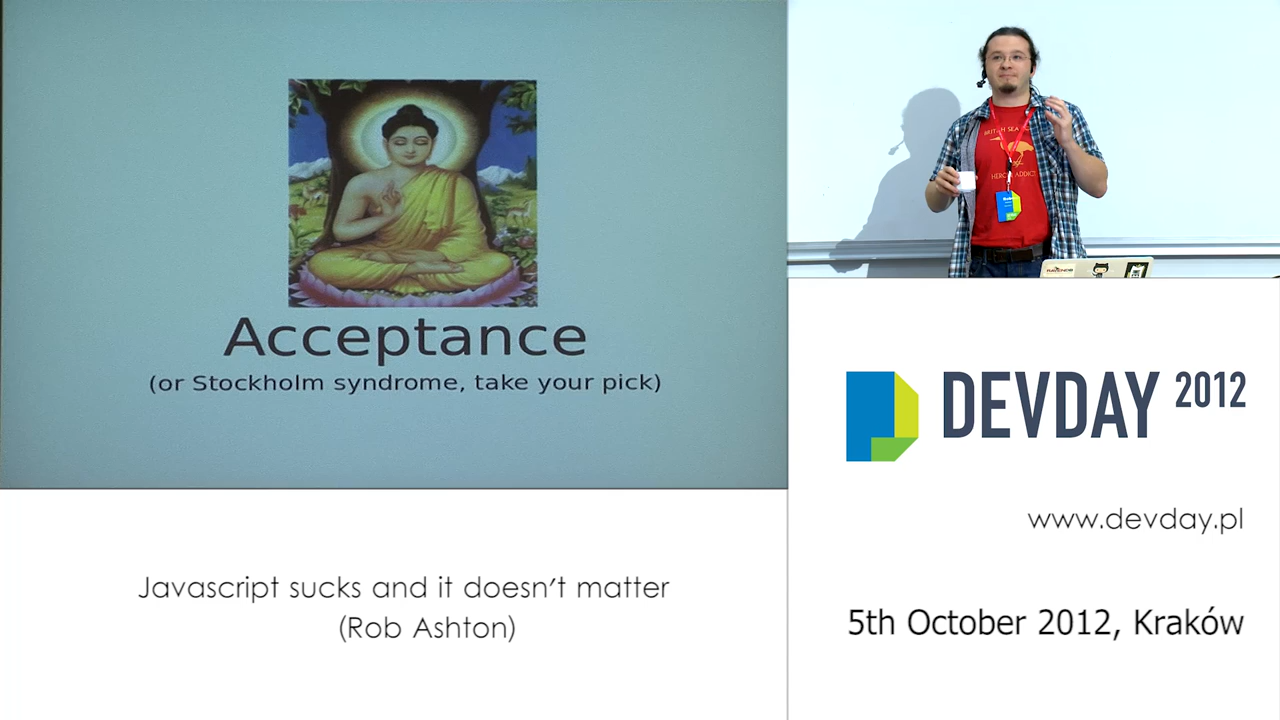 Acceptance
(or Stockholm syndrome, take your pick)
Javascript sucks and it doesn't matter
(Rob Ashton)
DEVDAY 2012
www.devday.pl
5th October 2012, Kraków